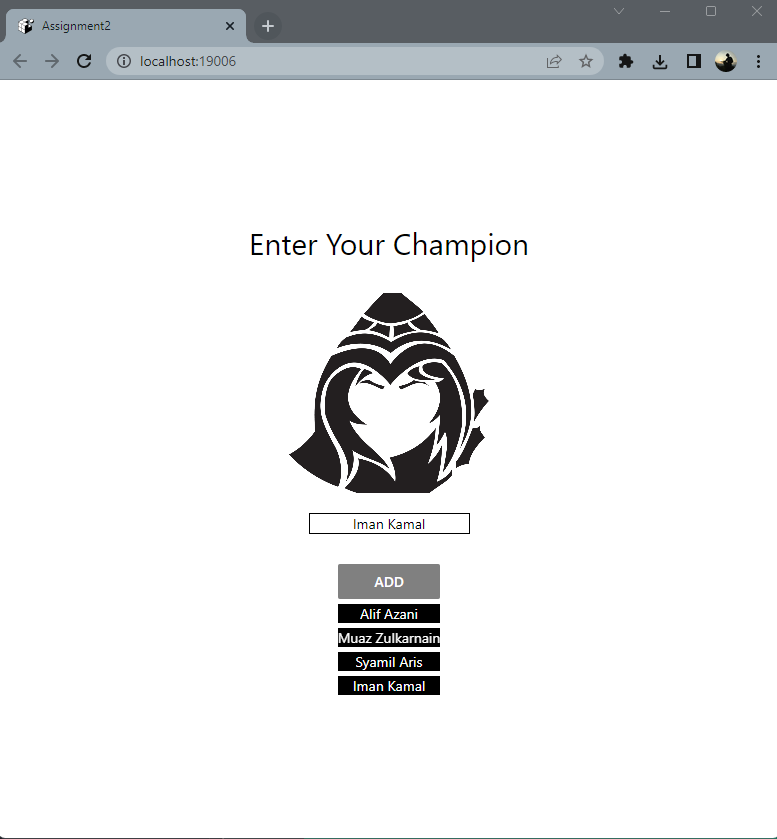 Assignment2
localhost:19006
Enter Your Champion
Iman Kamal
ADD
Alif Azani
Muaz Zulkarnain
Syamil Aris
Iman Kamal